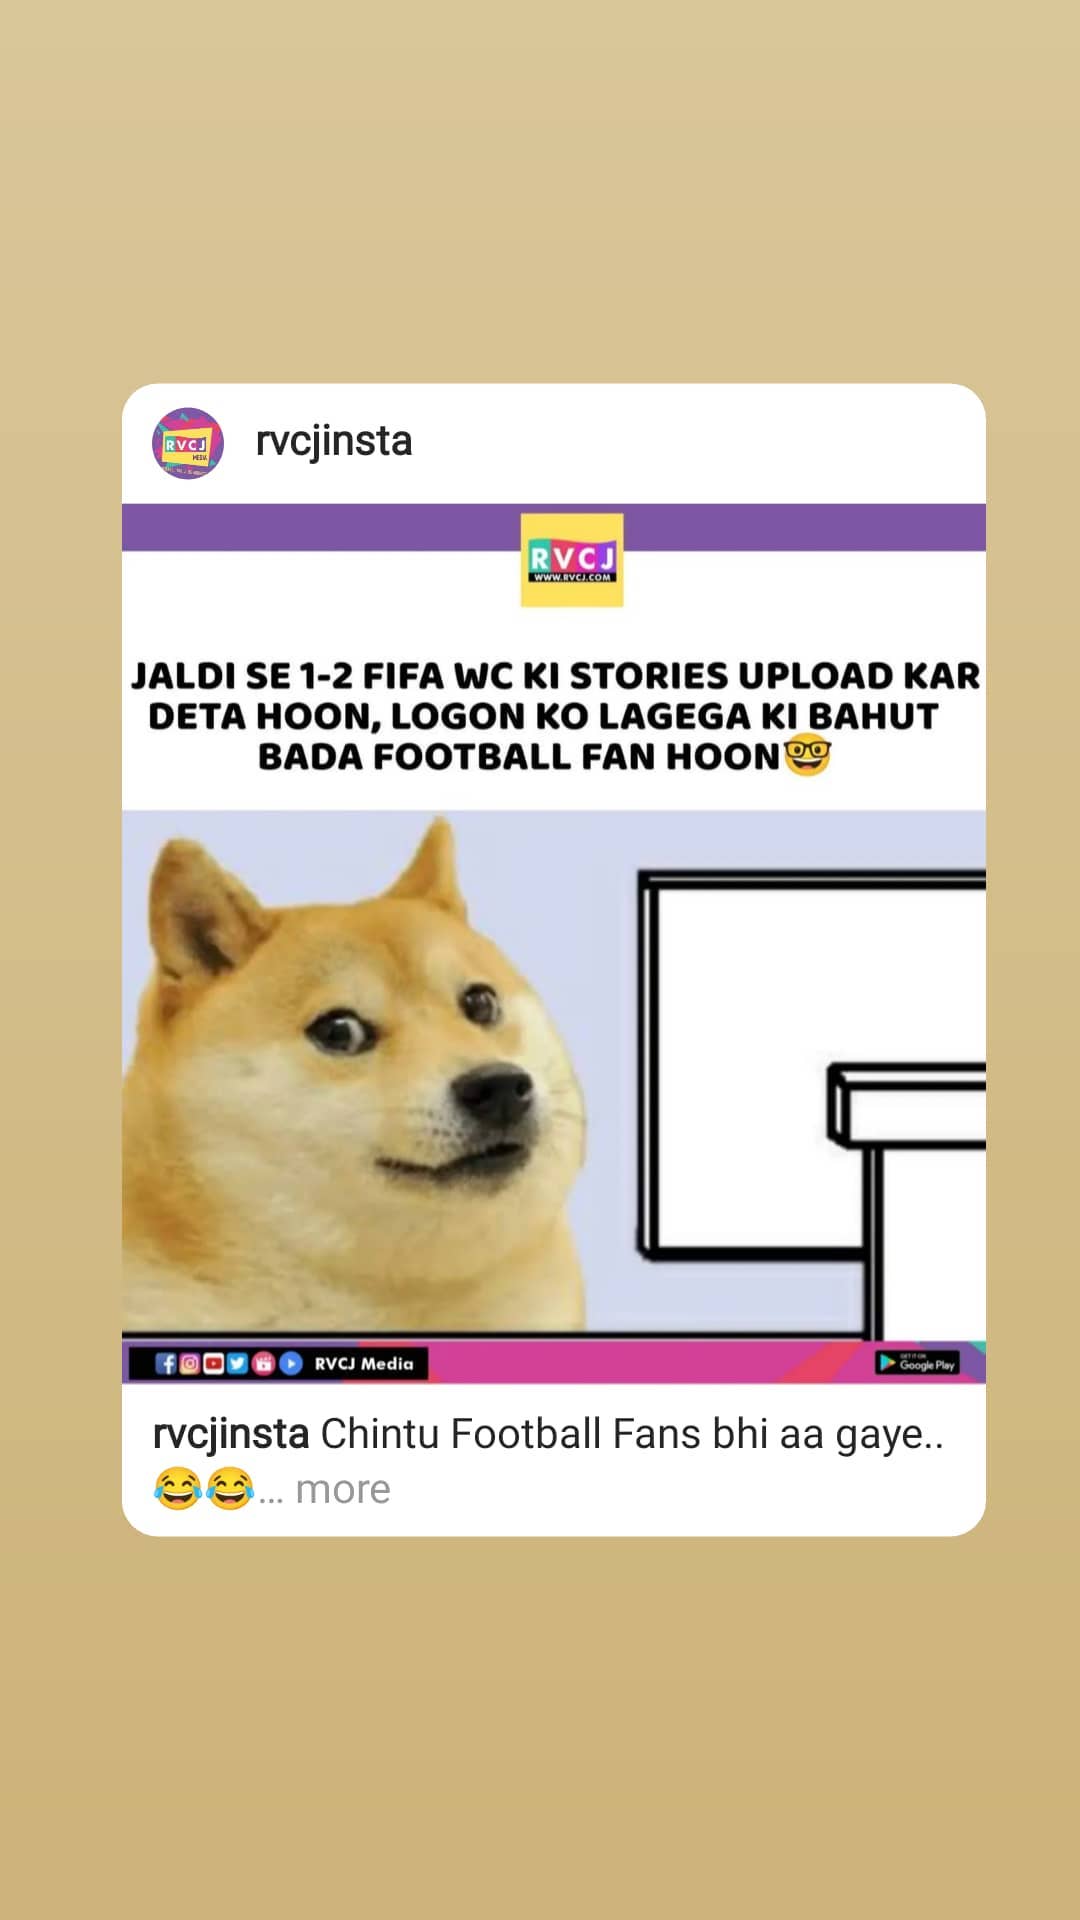 RVCJ
MEDIA
rvcjinsta
RVCJ
WWW.RVCJ.COM
JALDI SE 1-2 FIFA WC KI STORIES UPLOAD KAR
DETA HOON, LOGON KO LAGEGA KI BAHUT
BADA FOOTBALL FAN HOON🤓
RVCJ Media
GET IT ON
Google Play
rvcjinsta Chintu Football Fans bhi aa gaye..
😂😂... more